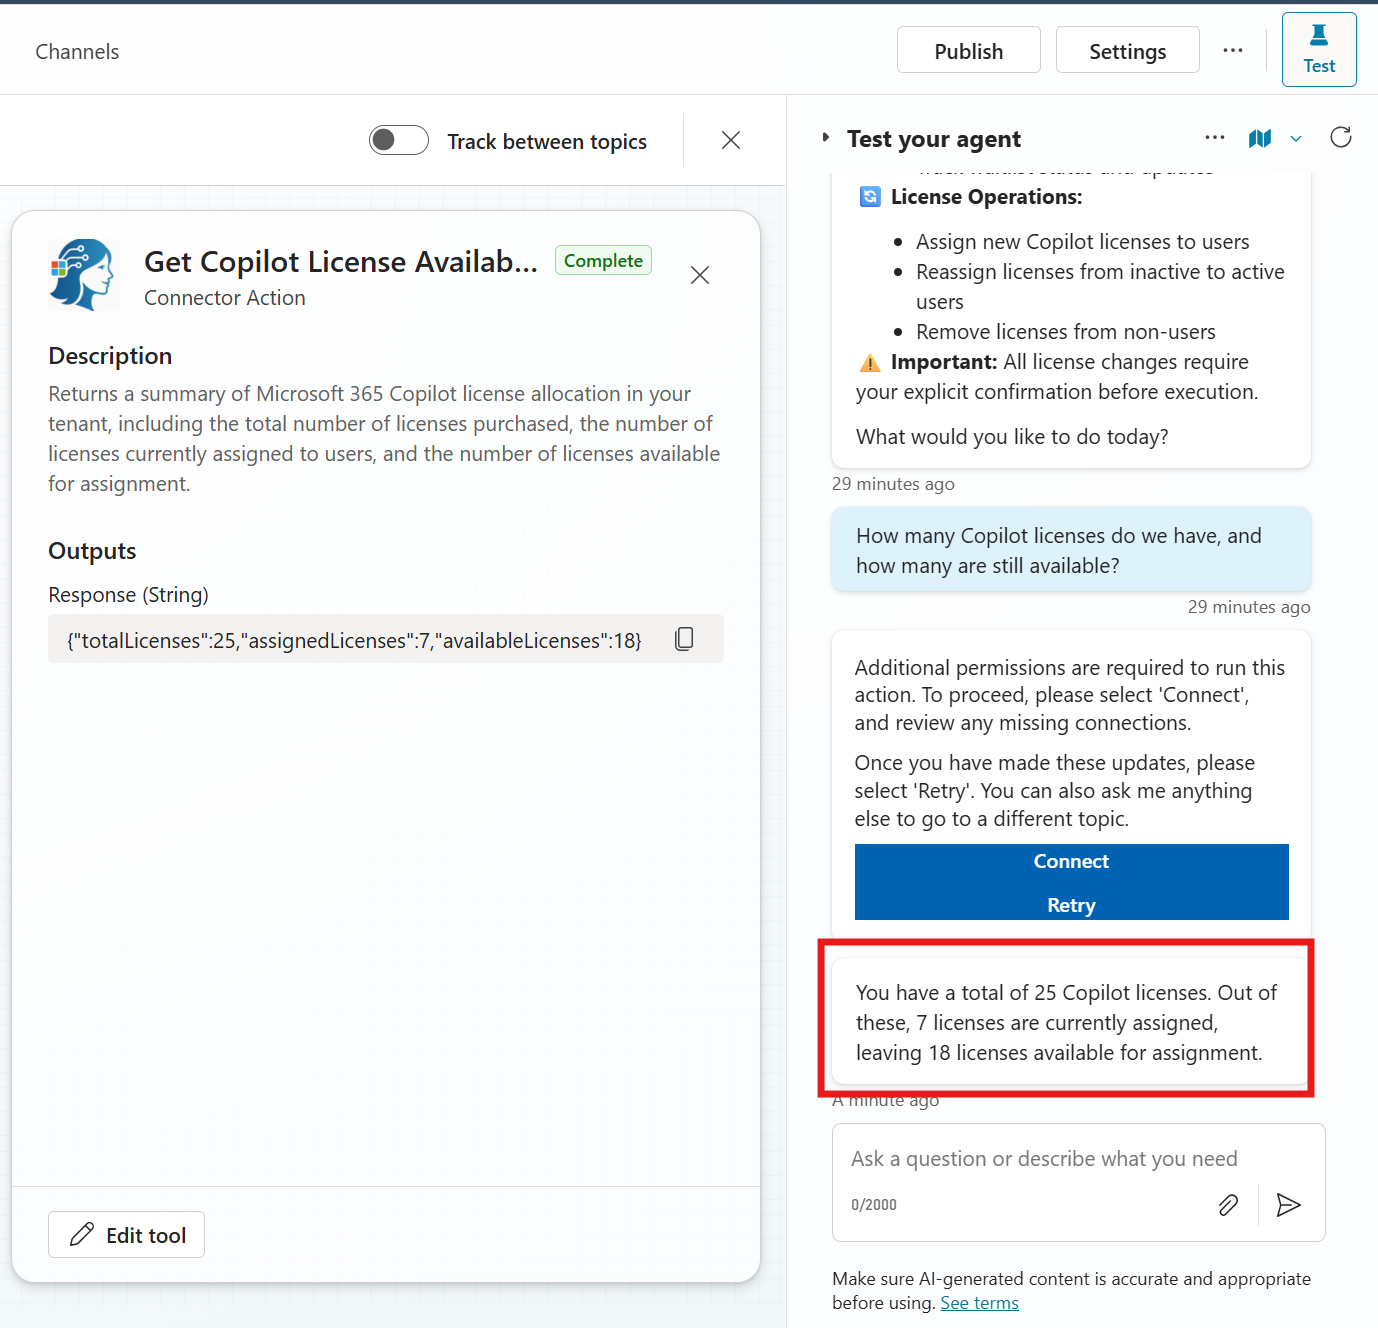 Channels
Publish
Settings
Test
Track between topics
Get Copilot License Availab...
Complete
Connector Action
Description
Returns a summary of Microsoft 365 Copilot license allocation in your
tenant, including the total number of licenses purchased, the number of
licenses currently assigned to users, and the number of licenses available
for assignment.
Outputs
Response (String)
{"totalLicenses":25,"assignedLicenses":7,"availableLicenses":18}
Edit tool
Test your agent
Track waitlist status and updates
License Operations:
Assign new Copilot licenses to users
Reassign licenses from inactive to active
users
Remove licenses from non-users
Important: All license changes require
your explicit confirmation before execution.
What would you like to do today?
29 minutes ago
How many Copilot licenses do we have, and
how many are still available?
29 minutes ago
Additional permissions are required to run this
action. To proceed, please select 'Connect',
and review any missing connections.
Once you have made these updates, please
select 'Retry'. You can also ask me anything
else to go to a different topic.
Connect
Retry
You have a total of 25 Copilot licenses. Out of
these, 7 licenses are currently assigned,
leaving 18 licenses available for assignment.
A minute ago
Ask a question or describe what you need
0/2000
Make sure AI-generated content is accurate and appropriate
before using. See terms